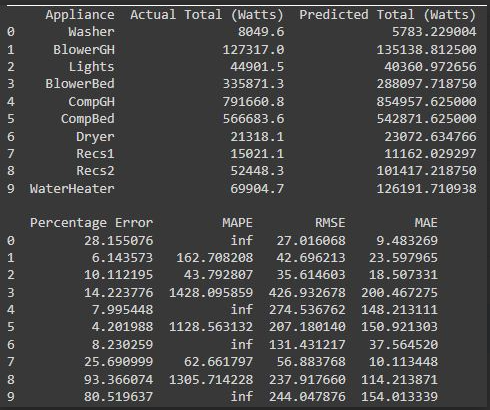 Appliance Actual Total (Watts) Predicted Total (Watts)
0 Washer 8049.6 5783.229004
1 BlowerGH 127317.0 135138.812500
2 Lights 44901.5 40360.972656
3 BlowerBed 335871.3 288097.718750
4 CompGH 791660.8 854957.625000
5 CompBed 566683.6 542871.625000
6 Dryer 21318.1 23072.634766
7 Recs1 15021.1 11162.029297
8 Recs2 52448.3 101417.218750
9 WaterHeater 69904.7 126191.710938
Percentage Error MAPE RMSE MAE
0 28.155076 inf 27.016068 9.483269
1 6.143573 162.708208 42.696213 23.597965
2 10.112195 43.792807 35.614603 18.507331
3 14.223776 1428.095859 426.932678 200.467275
4 7.995448 inf 274.536762 148.213111
5 4.201988 1128.563132 207.180140 150.921303
6 8.230259 inf 131.431217 37.564520
7 25.690999 62.661797 56.883768 10.113448
8 93.366074 1305.714228 237.917660 114.213871
9 80.519637 inf 244.047876 154.013339